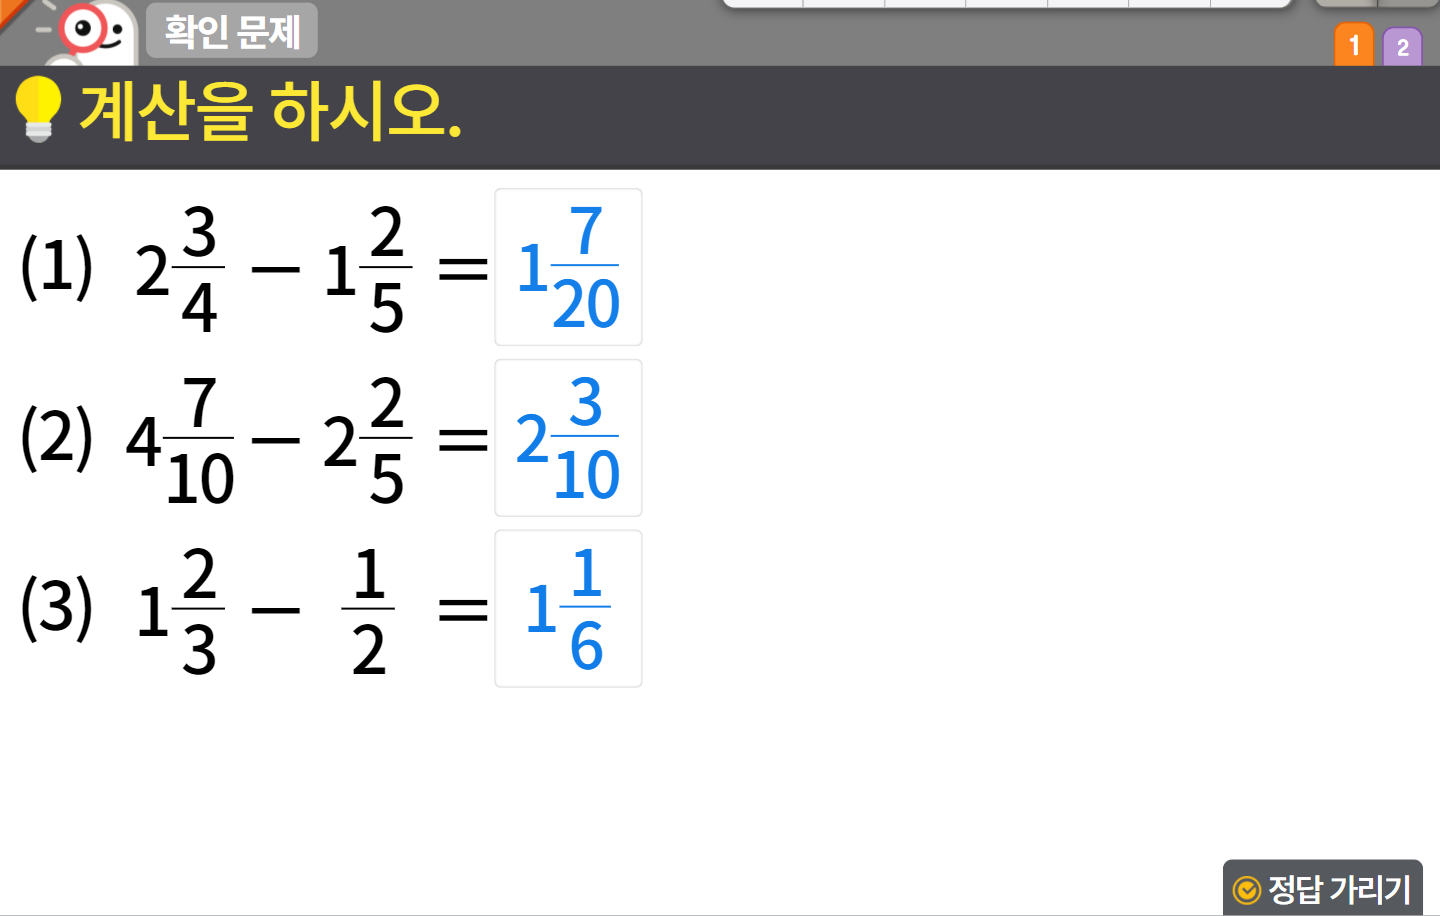 확인 문제
1 2
계산을 하시오.
(1) 2 3/4 − 1 2/5 = 1 7/20
(2) 4 7/10 − 2 2/5 = 2 3/10
(3) 1 2/3 − 1/2 = 1 1/6
정답 가리기